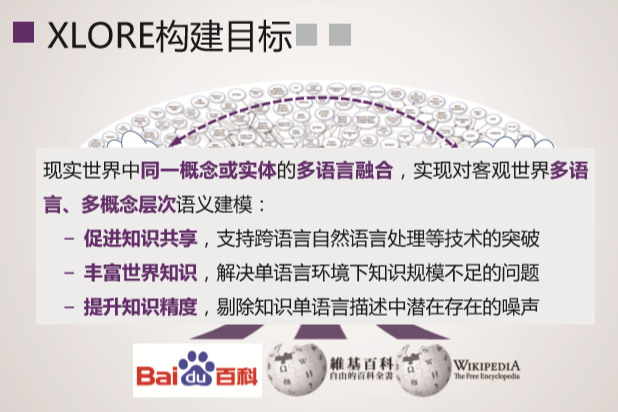 XLORE构建目标
现实世界中同一概念或实体的多语言融合，实现对客观世界多语
言、多概念层次语义建模：
– 促进知识共享，支持跨语言自然语言处理等技术的突破
– 丰富世界知识，解决单语言环境下知识规模不足的问题
– 提升知识精度，剔除知识单语言描述中潜在存在的噪声
Bai du 百科
維基百科
自由的百科全書
WIKIPEDIA
The Free Encyclopedia